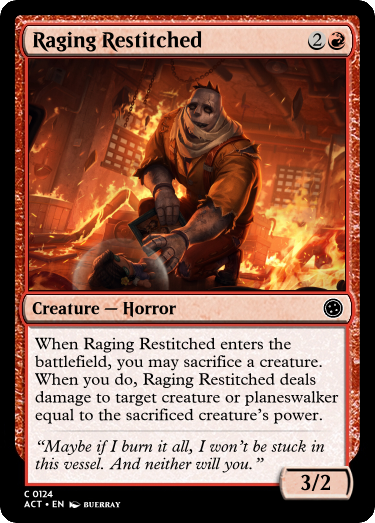 Raging Restitched 2
Creature — Horror
When Raging Restitched enters the
battlefield, you may sacrifice a creature.
When you do, Raging Restitched deals
damage to target creature or planeswalker
equal to the sacrificed creature's power.
"Maybe if I burn it all, I won't be stuck in
this vessel. And neither will you."
3/2
C 0124
ACT • EN BUERRAY